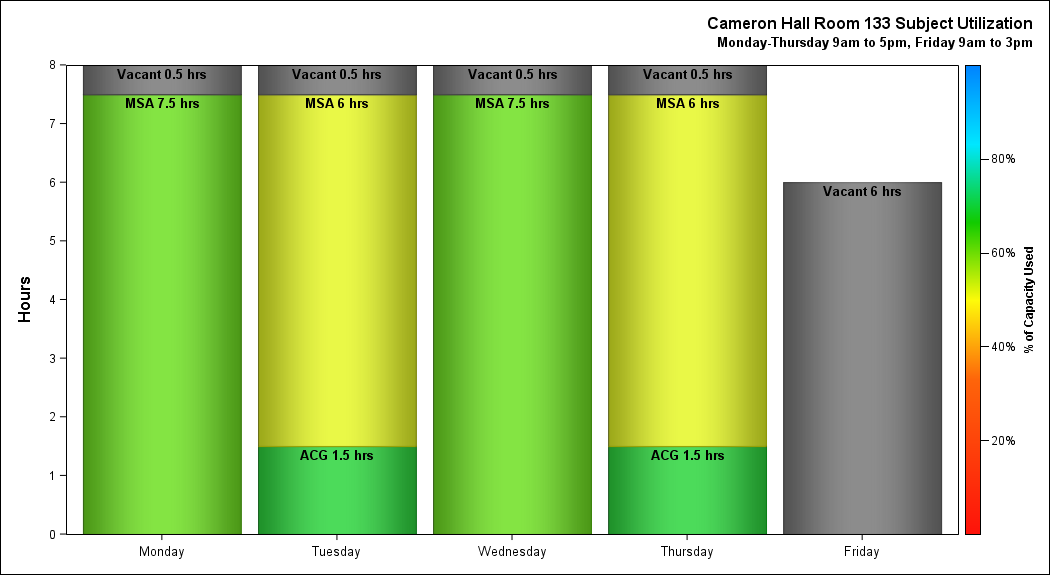 Cameron Hall Room 133 Subject Utilization
Monday-Thursday 9am to 5pm, Friday 9am to 3pm
8
7
6
5
4
3
2
1
0
Hours
Vacant 0.5 hrs
MSA 7.5 hrs
Vacant 0.5 hrs
MSA 6 hrs
ACG 1.5 hrs
Vacant 0.5 hrs
MSA 7.5 hrs
Vacant 0.5 hrs
MSA 6 hrs
ACG 1.5 hrs
Vacant 6 hrs
Monday
Tuesday
Wednesday
Thursday
Friday
80%
60%
40%
20%
% of Capacity Used